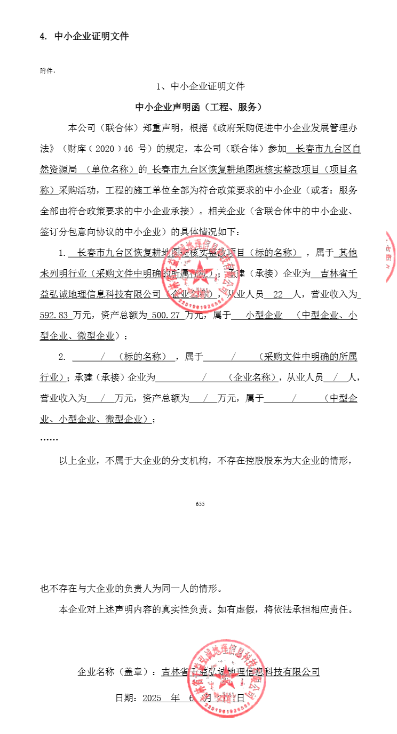 4. 中小企业证明文件
附件.
1、中小企业证明文件
中小企业声明函（工程、服务）
本公司（联合体）郑重声明，根据《政府采购促进中小企业发展管理办
法》（财库﹝2020﹞46 号）的规定，本公司（联合体）参加 长春市九台区自
然资源局 （单位名称）的 长春市九台区恢复耕地图斑核实整改项目（项目名
称）采购活动，工程的施工单位全部为符合政策要求的中小企业（或者：服务
全部由符合政策要求的中小企业承接）。相关企业（含联合体中的中小企业、
签订分包意向协议的中小企业）的具体情况如下：
1. 长春市九台区恢复耕地图斑核实整改项目（标的名称） ，属于 其他
未列明行业（采购文件中明确的所属行业）；承建（承接）企业为 吉林省千
益弘诚地理信息科技有限公司（企业名称），从业人员 22 人，营业收入为
592.83 万元，资产总额为 500.27 万元，属于 小型企业 （中型企业、小
型企业、微型企业）；
2. / （标的名称） ，属于 / （采购文件中明确的所属
行业）；承建（承接）企业为 / （企业名称），从业人员 / 人，
营业收入为 / 万元，资产总额为 / 万元，属于 / （中型企
业、小型企业、微型企业）；
……
以上企业，不属于大企业的分支机构，不存在控股股东为大企业的情形，
也不存在与大企业的负责人为同一人的情形。
本企业对上述声明内容的真实性负责。如有虚假，将依法承担相应责任。
企业名称（盖章）：吉林省千益弘诚地理信息科技有限公司
日期：2025 年 6 月 日